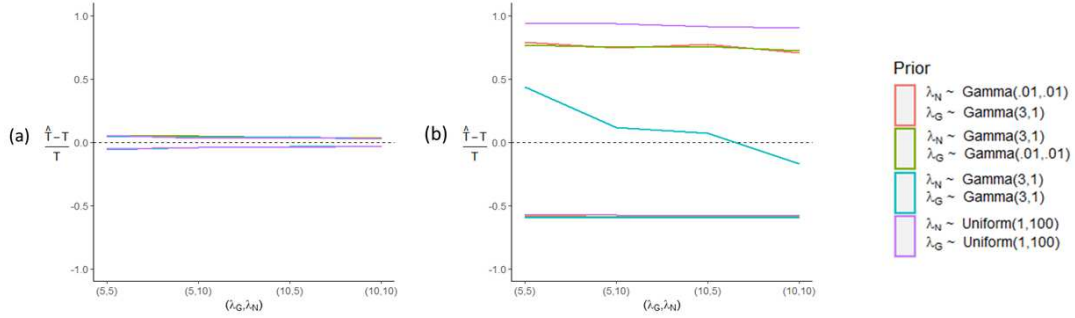 (a)
T̂−T
T
1.0
0.5
0.0
-0.5
-1.0
(5,5)
(5,10)
(10,5)
(10,10)
(λG,λN)
(b)
T̂−T
T
1.0
0.5
0.0
-0.5
-1.0
(5,5)
(5,10)
(10,5)
(10,10)
(λG,λN)
Prior
λN ~ Gamma(.01,.01)
λG ~ Gamma(3,1)
λN ~ Gamma(3,1)
λG ~ Gamma(.01,.01)
λN ~ Gamma(3,1)
λG ~ Gamma(3,1)
λN ~ Uniform(1,100)
λG ~ Uniform(1,100)